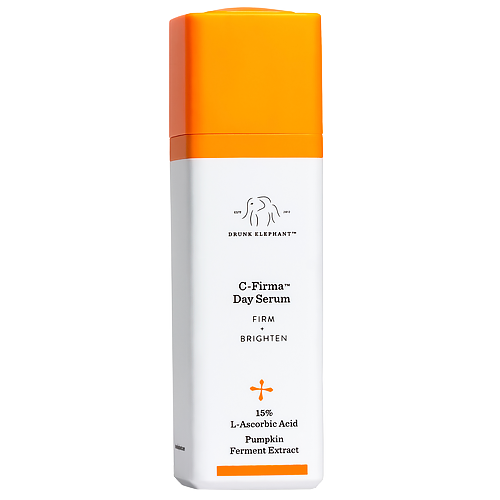 DRUNK ELEPHANT™
C-Firma™
Day Serum
FIRM
+
BRIGHTEN
15%
L-Ascorbic Acid
Pumpkin
Ferment Extract